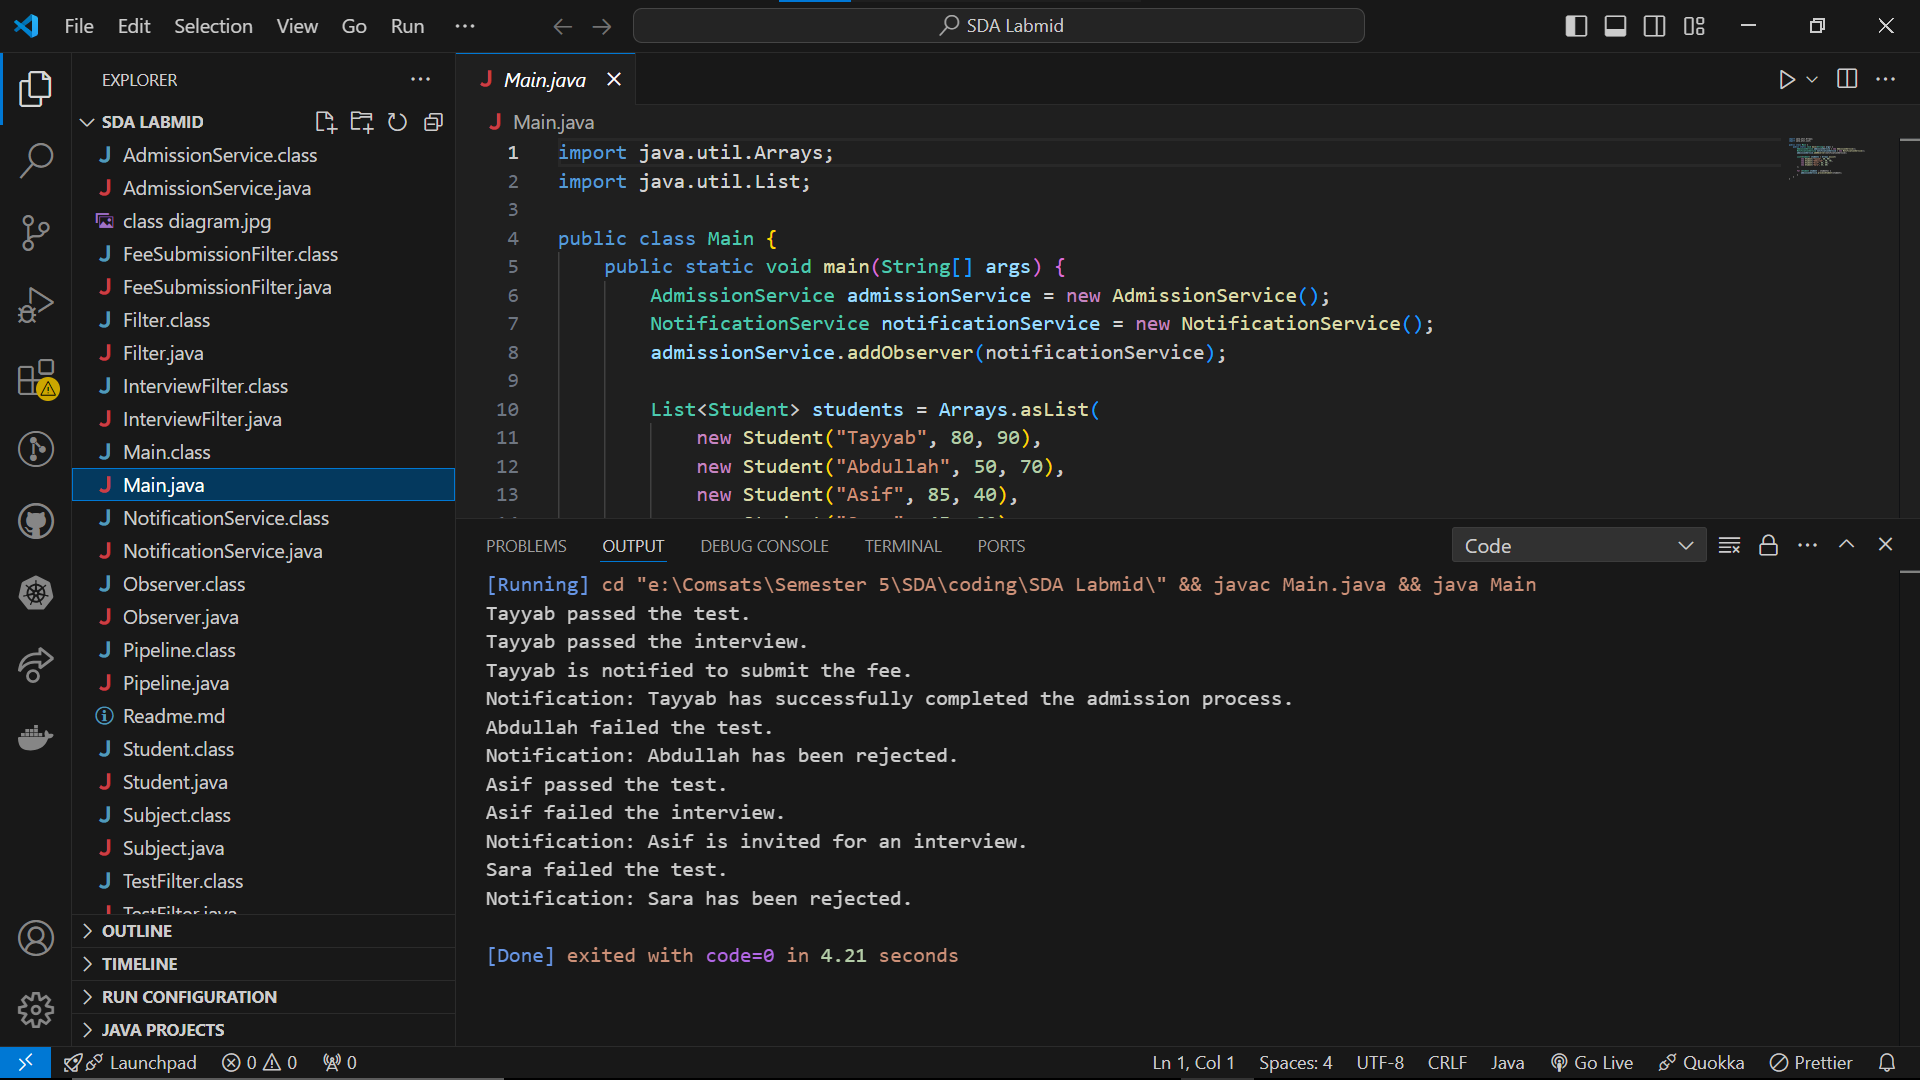 File Edit Selection View Go Run
SDA Labmid
EXPLORER
SDA LABMID
AdmissionService.class
AdmissionService.java
class diagram.jpg
FeeSubmissionFilter.class
FeeSubmissionFilter.java
Filter.class
Filter.java
InterviewFilter.class
InterviewFilter.java
Main.class
Main.java
NotificationService.class
NotificationService.java
Observer.class
Observer.java
Pipeline.class
Pipeline.java
Readme.md
Student.class
Student.java
Subject.class
Subject.java
TestFilter.class
TestFilter.java
OUTLINE
TIMELINE
RUN CONFIGURATION
JAVA PROJECTS
Main.java
Main.java
1 import java.util.Arrays;
2 import java.util.List;
3
4 public class Main {
5 public static void main(String[] args) {
6 AdmissionService admissionService = new AdmissionService();
7 NotificationService notificationService = new NotificationService();
8 admissionService.addObserver(notificationService);
9
10 List<Student> students = Arrays.asList(
11 new Student("Tayyab", 80, 90),
12 new Student("Abdullah", 50, 70),
13 new Student("Asif", 85, 40),
PROBLEMS OUTPUT DEBUG CONSOLE TERMINAL PORTS
Code
[Running] cd "e:\Comsats\Semester 5\SDA\coding\SDA Labmid\" && javac Main.java && java Main
Tayyab passed the test.
Tayyab passed the interview.
Tayyab is notified to submit the fee.
Notification: Tayyab has successfully completed the admission process.
Abdullah failed the test.
Notification: Abdullah has been rejected.
Asif passed the test.
Asif failed the interview.
Notification: Asif is invited for an interview.
Sara failed the test.
Notification: Sara has been rejected.
[Done] exited with code=0 in 4.21 seconds
Launchpad 0 0 0 Ln 1, Col 1 Spaces: 4 UTF-8 CRLF Java Go Live Quokka Prettier